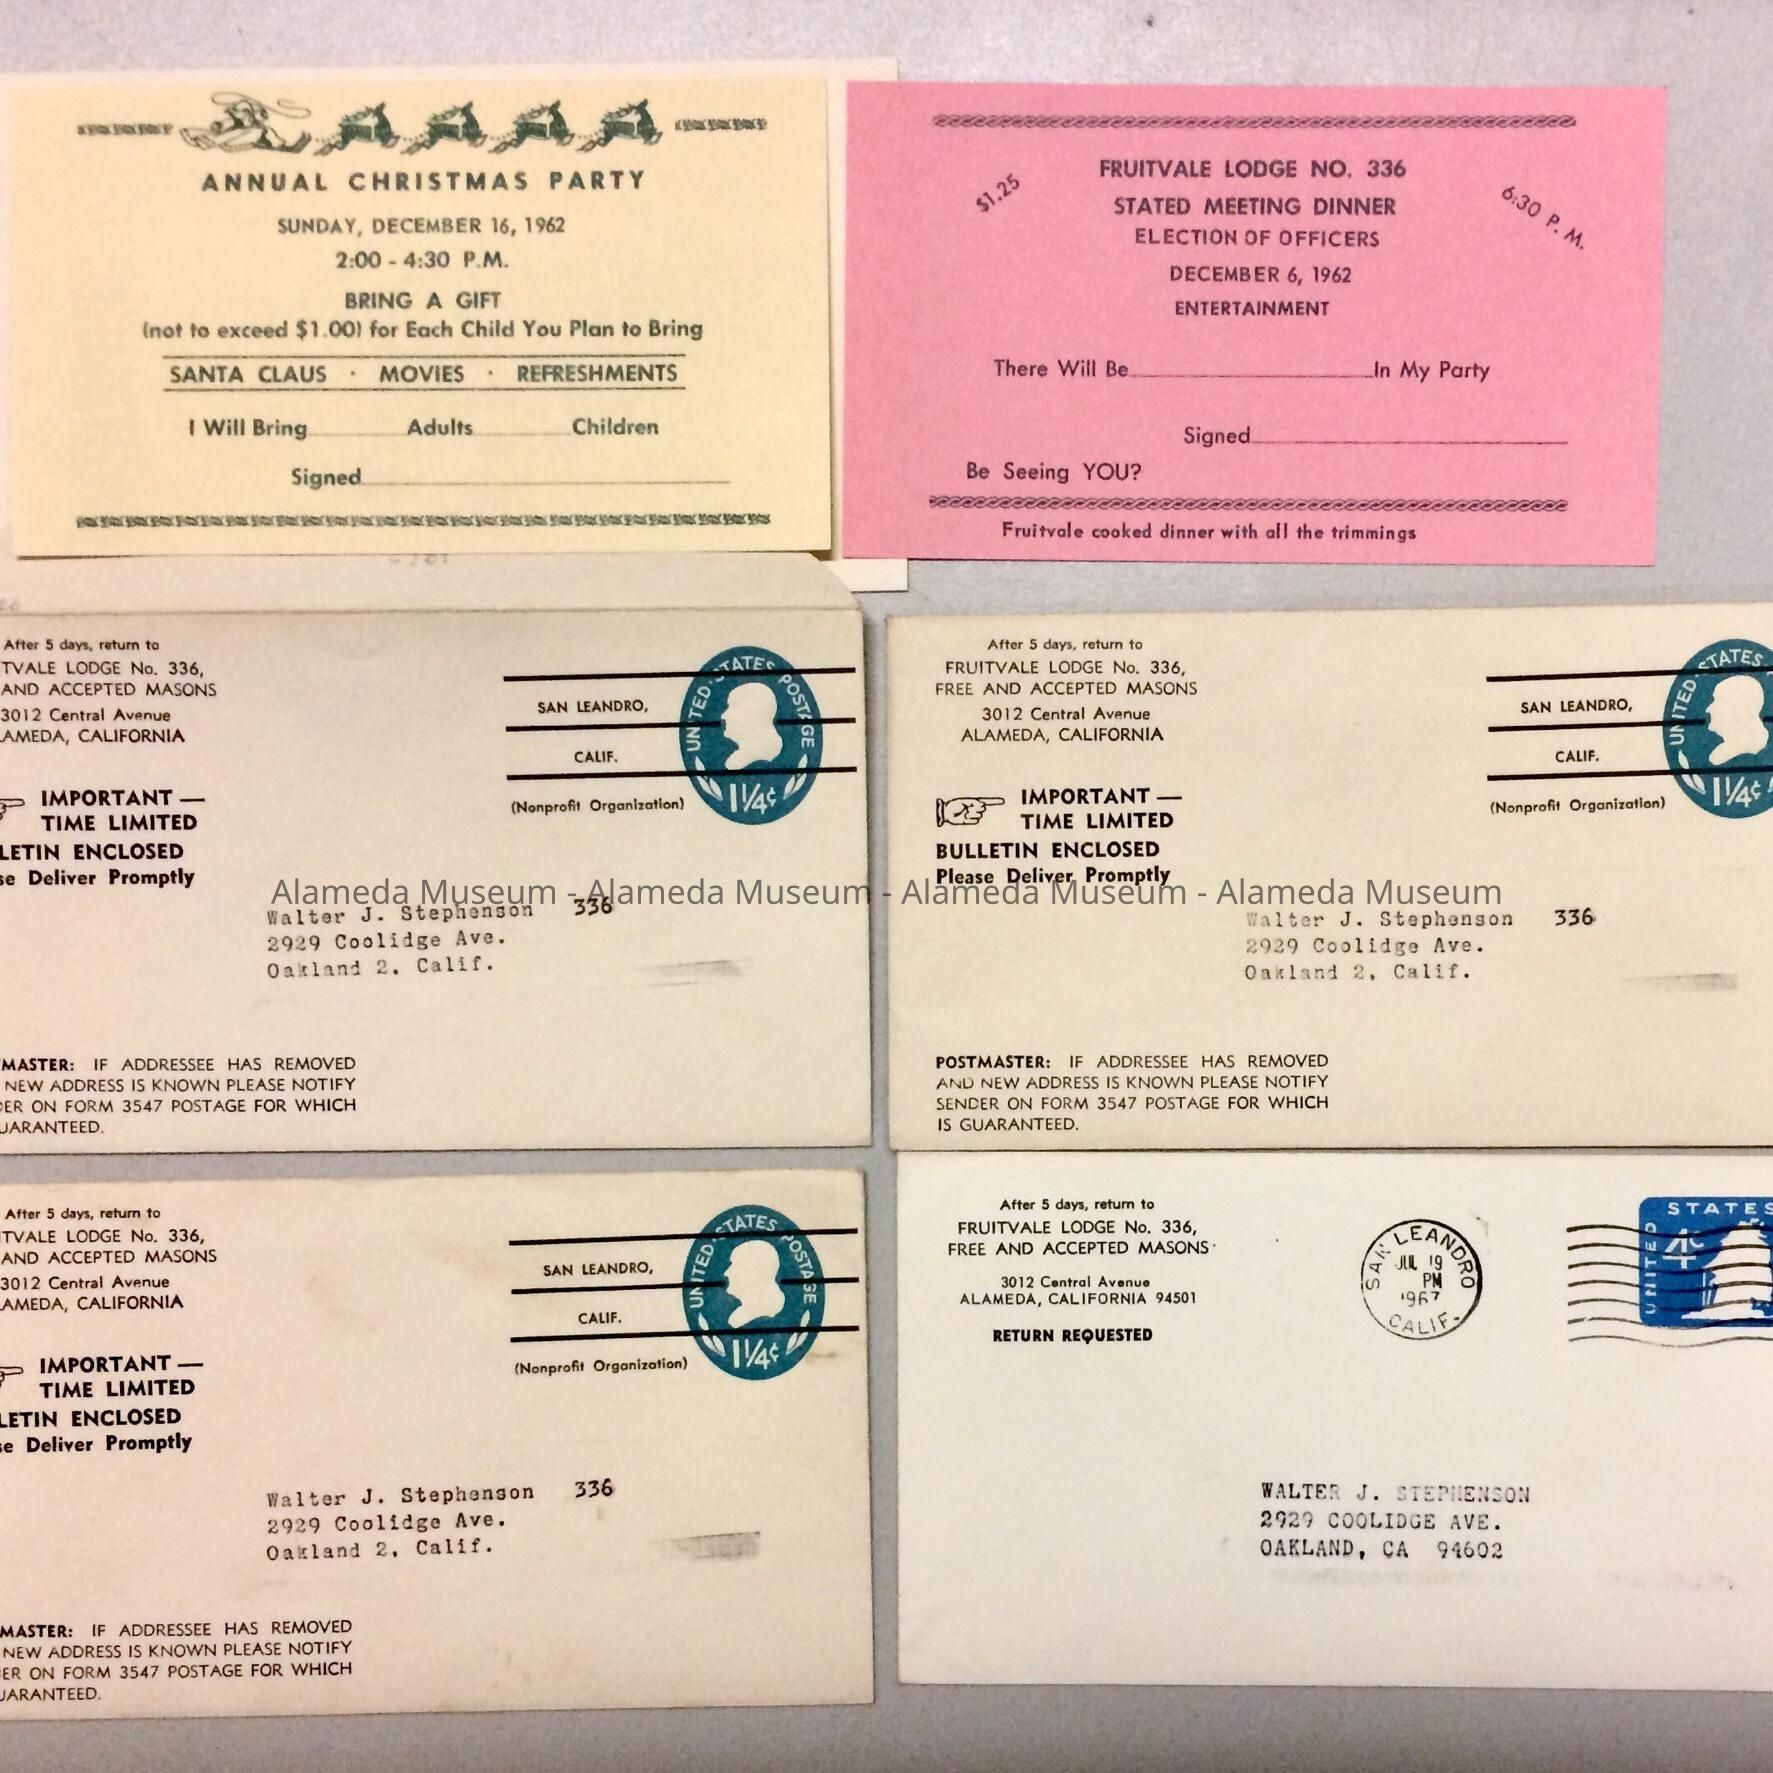 ANNUAL CHRISTMAS PARTY
SUNDAY, DECEMBER 16, 1962
2:00 - 4:30 P.M.
BRING A GIFT
(not to exceed $1.00) for Each Child You Plan to Bring
SANTA CLAUS · MOVIES · REFRESHMENTS
I Will Bring Adults Children
Signed
$1.25
FRUITVALE LODGE NO. 336
6:30 P. M.
STATED MEETING DINNER
ELECTION OF OFFICERS
DECEMBER 6, 1962
ENTERTAINMENT
There Will Be In My Party
Signed
Be Seeing YOU?
Fruitvale cooked dinner with all the trimmings
After 5 days, return to
TVALE LODGE No. 336,
AND ACCEPTED MASONS
3012 Central Avenue
AMEDA, CALIFORNIA
IMPORTANT —
TIME LIMITED
LETIN ENCLOSED
se Deliver Promptly
SAN LEANDRO,
CALIF.
(Nonprofit Organization)
UNITED STATES POSTAGE
1¼¢
Walter J. Stephenson 336
2929 Coolidge Ave.
Oakland 2, Calif.
MASTER: IF ADDRESSEE HAS REMOVED
NEW ADDRESS IS KNOWN PLEASE NOTIFY
DER ON FORM 3547 POSTAGE FOR WHICH
UARANTEED.
After 5 days, return to
FRUITVALE LODGE No. 336,
FREE AND ACCEPTED MASONS
3012 Central Avenue
ALAMEDA, CALIFORNIA
IMPORTANT —
TIME LIMITED
BULLETIN ENCLOSED
Please Deliver Promptly
SAN LEANDRO,
CALIF.
(Nonprofit Organization)
UNITED STATES
1¼¢
Walter J. Stephenson 336
2929 Coolidge Ave.
Oakland 2, Calif.
POSTMASTER: IF ADDRESSEE HAS REMOVED
AND NEW ADDRESS IS KNOWN PLEASE NOTIFY
SENDER ON FORM 3547 POSTAGE FOR WHICH
IS GUARANTEED.
Alameda Museum - Alameda Museum - Alameda Museum - Alameda Museum
After 5 days, return to
TVALE LODGE No. 336,
AND ACCEPTED MASONS
3012 Central Avenue
AMEDA, CALIFORNIA
IMPORTANT —
TIME LIMITED
LETIN ENCLOSED
se Deliver Promptly
SAN LEANDRO,
CALIF.
(Nonprofit Organization)
UNITED STATES POSTAGE
1¼¢
Walter J. Stephenson 336
2929 Coolidge Ave.
Oakland 2, Calif.
MASTER: IF ADDRESSEE HAS REMOVED
NEW ADDRESS IS KNOWN PLEASE NOTIFY
ER ON FORM 3547 POSTAGE FOR WHICH
UARANTEED.
After 5 days, return to
FRUITVALE LODGE No. 336,
FREE AND ACCEPTED MASONS
3012 Central Avenue
ALAMEDA, CALIFORNIA 94501
RETURN REQUESTED
SAN LEANDRO
JUL 19
PM
1967
CALIF.
UNITED STATES
4¢
WALTER J. STEPHENSON
2929 COOLIDGE AVE.
OAKLAND, CA 94602